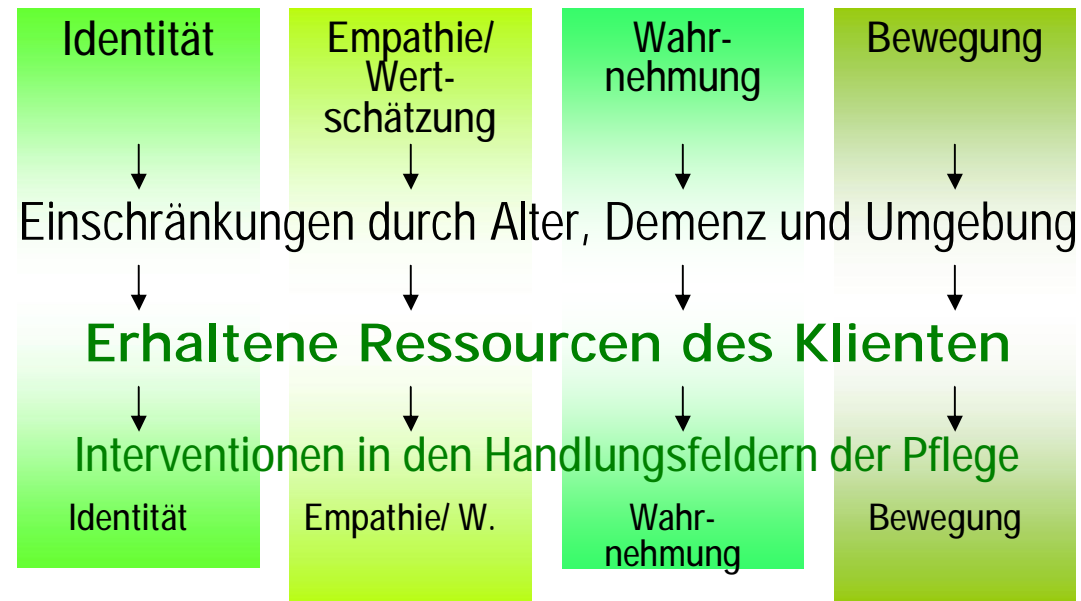 Identität
Empathie/
Wert-
schätzung
Wahr-
nehmung
Bewegung
Einschränkungen durch Alter, Demenz und Umgebung
Erhaltene Ressourcen des Klienten
Interventionen in den Handlungsfeldern der Pflege
Identität
Empathie/ W.
Wahr-
nehmung
Bewegung